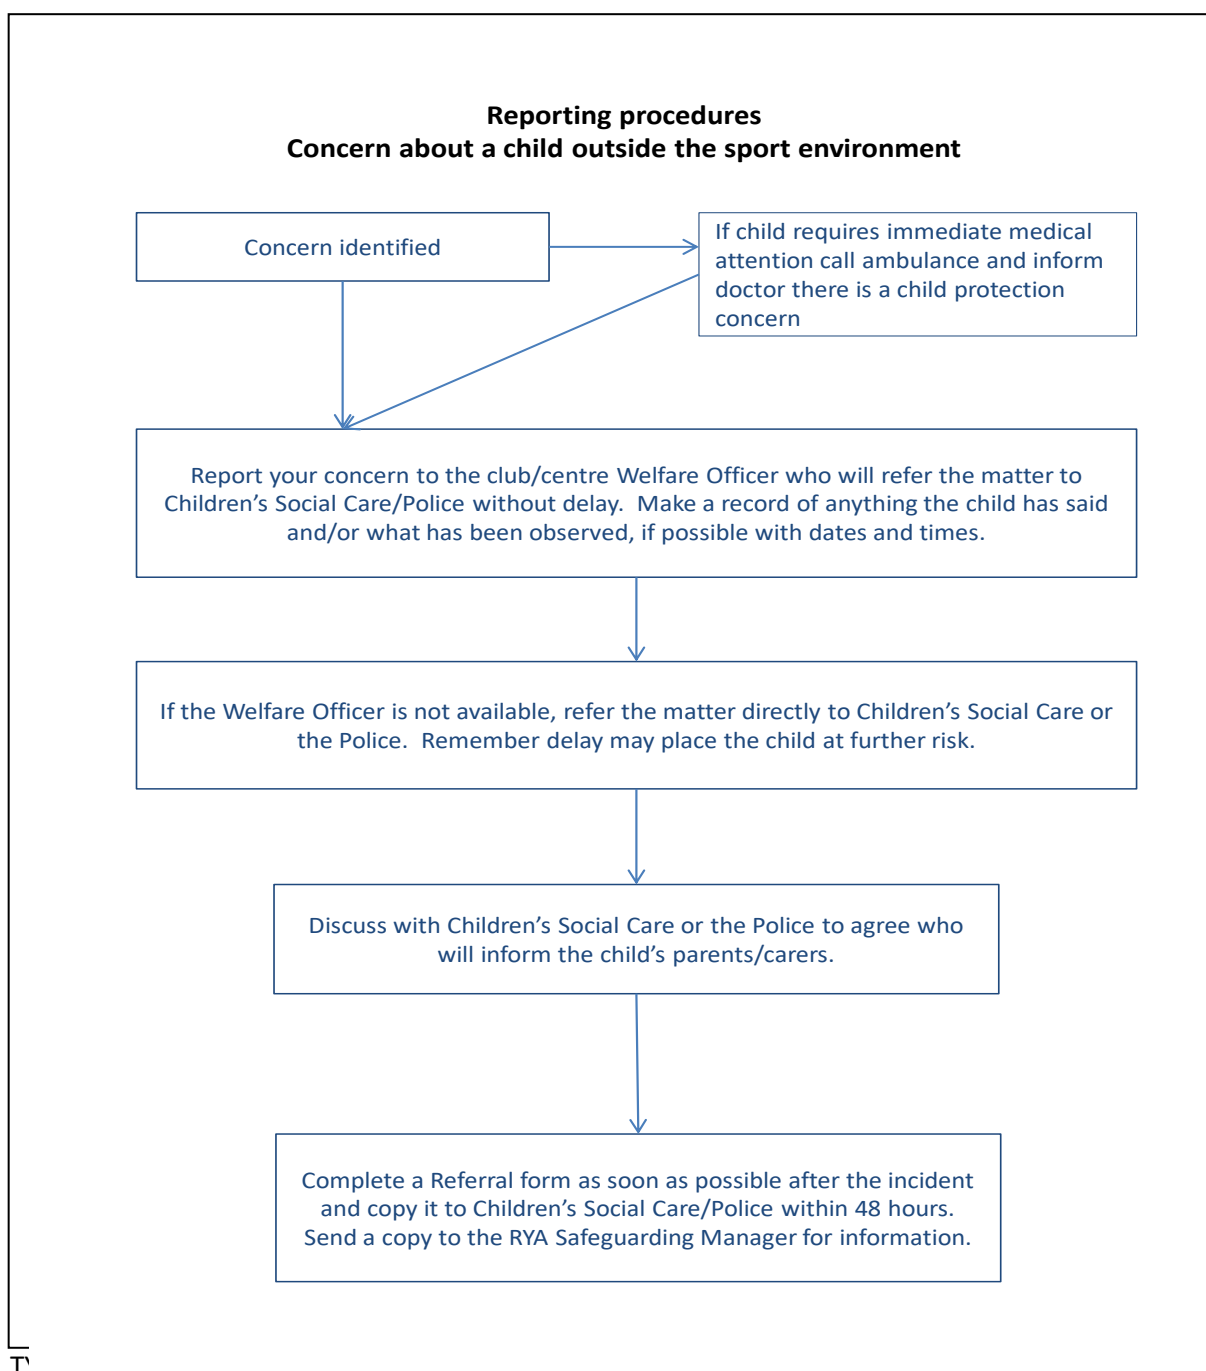 Reporting procedures
Concern about a child outside the sport environment
Concern identified
If child requires immediate medical
attention call ambulance and inform
doctor there is a child protection
concern
Report your concern to the club/centre Welfare Officer who will refer the matter to
Children’s Social Care/Police without delay.  Make a record of anything the child has said
and/or what has been observed, if possible with dates and times.
If the Welfare Officer is not available, refer the matter directly to Children’s Social Care or
the Police.  Remember delay may place the child at further risk.
Discuss with Children’s Social Care or the Police to agree who
will inform the child’s parents/carers.
Complete a Referral form as soon as possible after the incident
and copy it to Children’s Social Care/Police within 48 hours.
Send a copy to the RYA Safeguarding Manager for information.